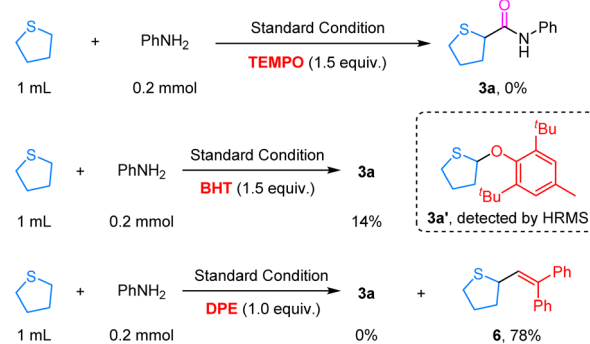 S + PhNH₂ Standard Condition TEMPO (1.5 equiv.) S O N H Ph
1 mL 0.2 mmol 3a, 0%
S + PhNH₂ Standard Condition BHT (1.5 equiv.) 3a
1 mL 0.2 mmol 14%
S O ᵗBu ᵗBu
3a', detected by HRMS
S + PhNH₂ Standard Condition DPE (1.0 equiv.) 3a + S Ph Ph
1 mL 0.2 mmol 0% 6, 78%